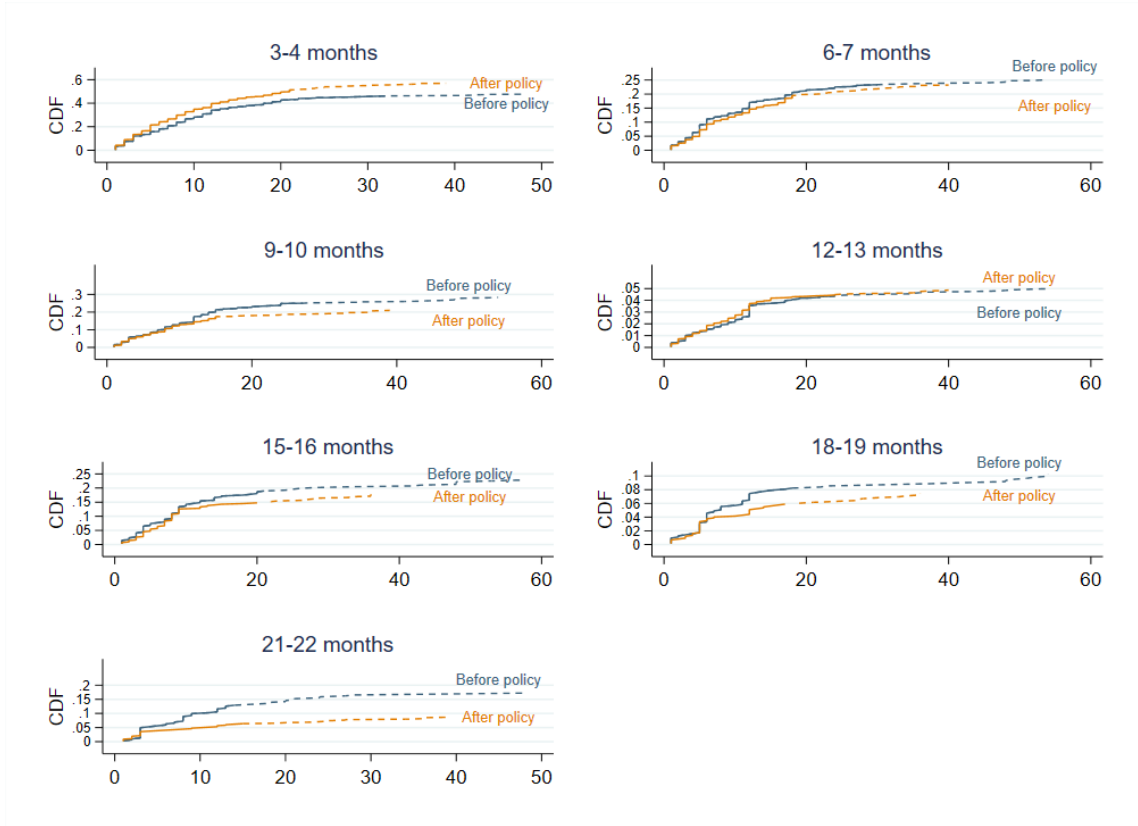 3-4 months
CDF
.6
.4
.2
0
After policy
Before policy
0 10 20 30 40 50
6-7 months
CDF
.25
.2
.15
.1
.05
0
Before policy
After policy
0 20 40 60
9-10 months
CDF
.3
.2
.1
0
Before policy
After policy
0 20 40 60
12-13 months
CDF
.05
.04
.03
.02
.01
0
After policy
Before policy
0 20 40 60
15-16 months
CDF
.25
.2
.15
.1
.05
0
Before policy
After policy
0 20 40 60
18-19 months
CDF
.1
.08
.06
.04
.02
0
Before policy
After policy
0 20 40 60
21-22 months
CDF
.2
.15
.1
.05
0
Before policy
After policy
0 10 20 30 40 50